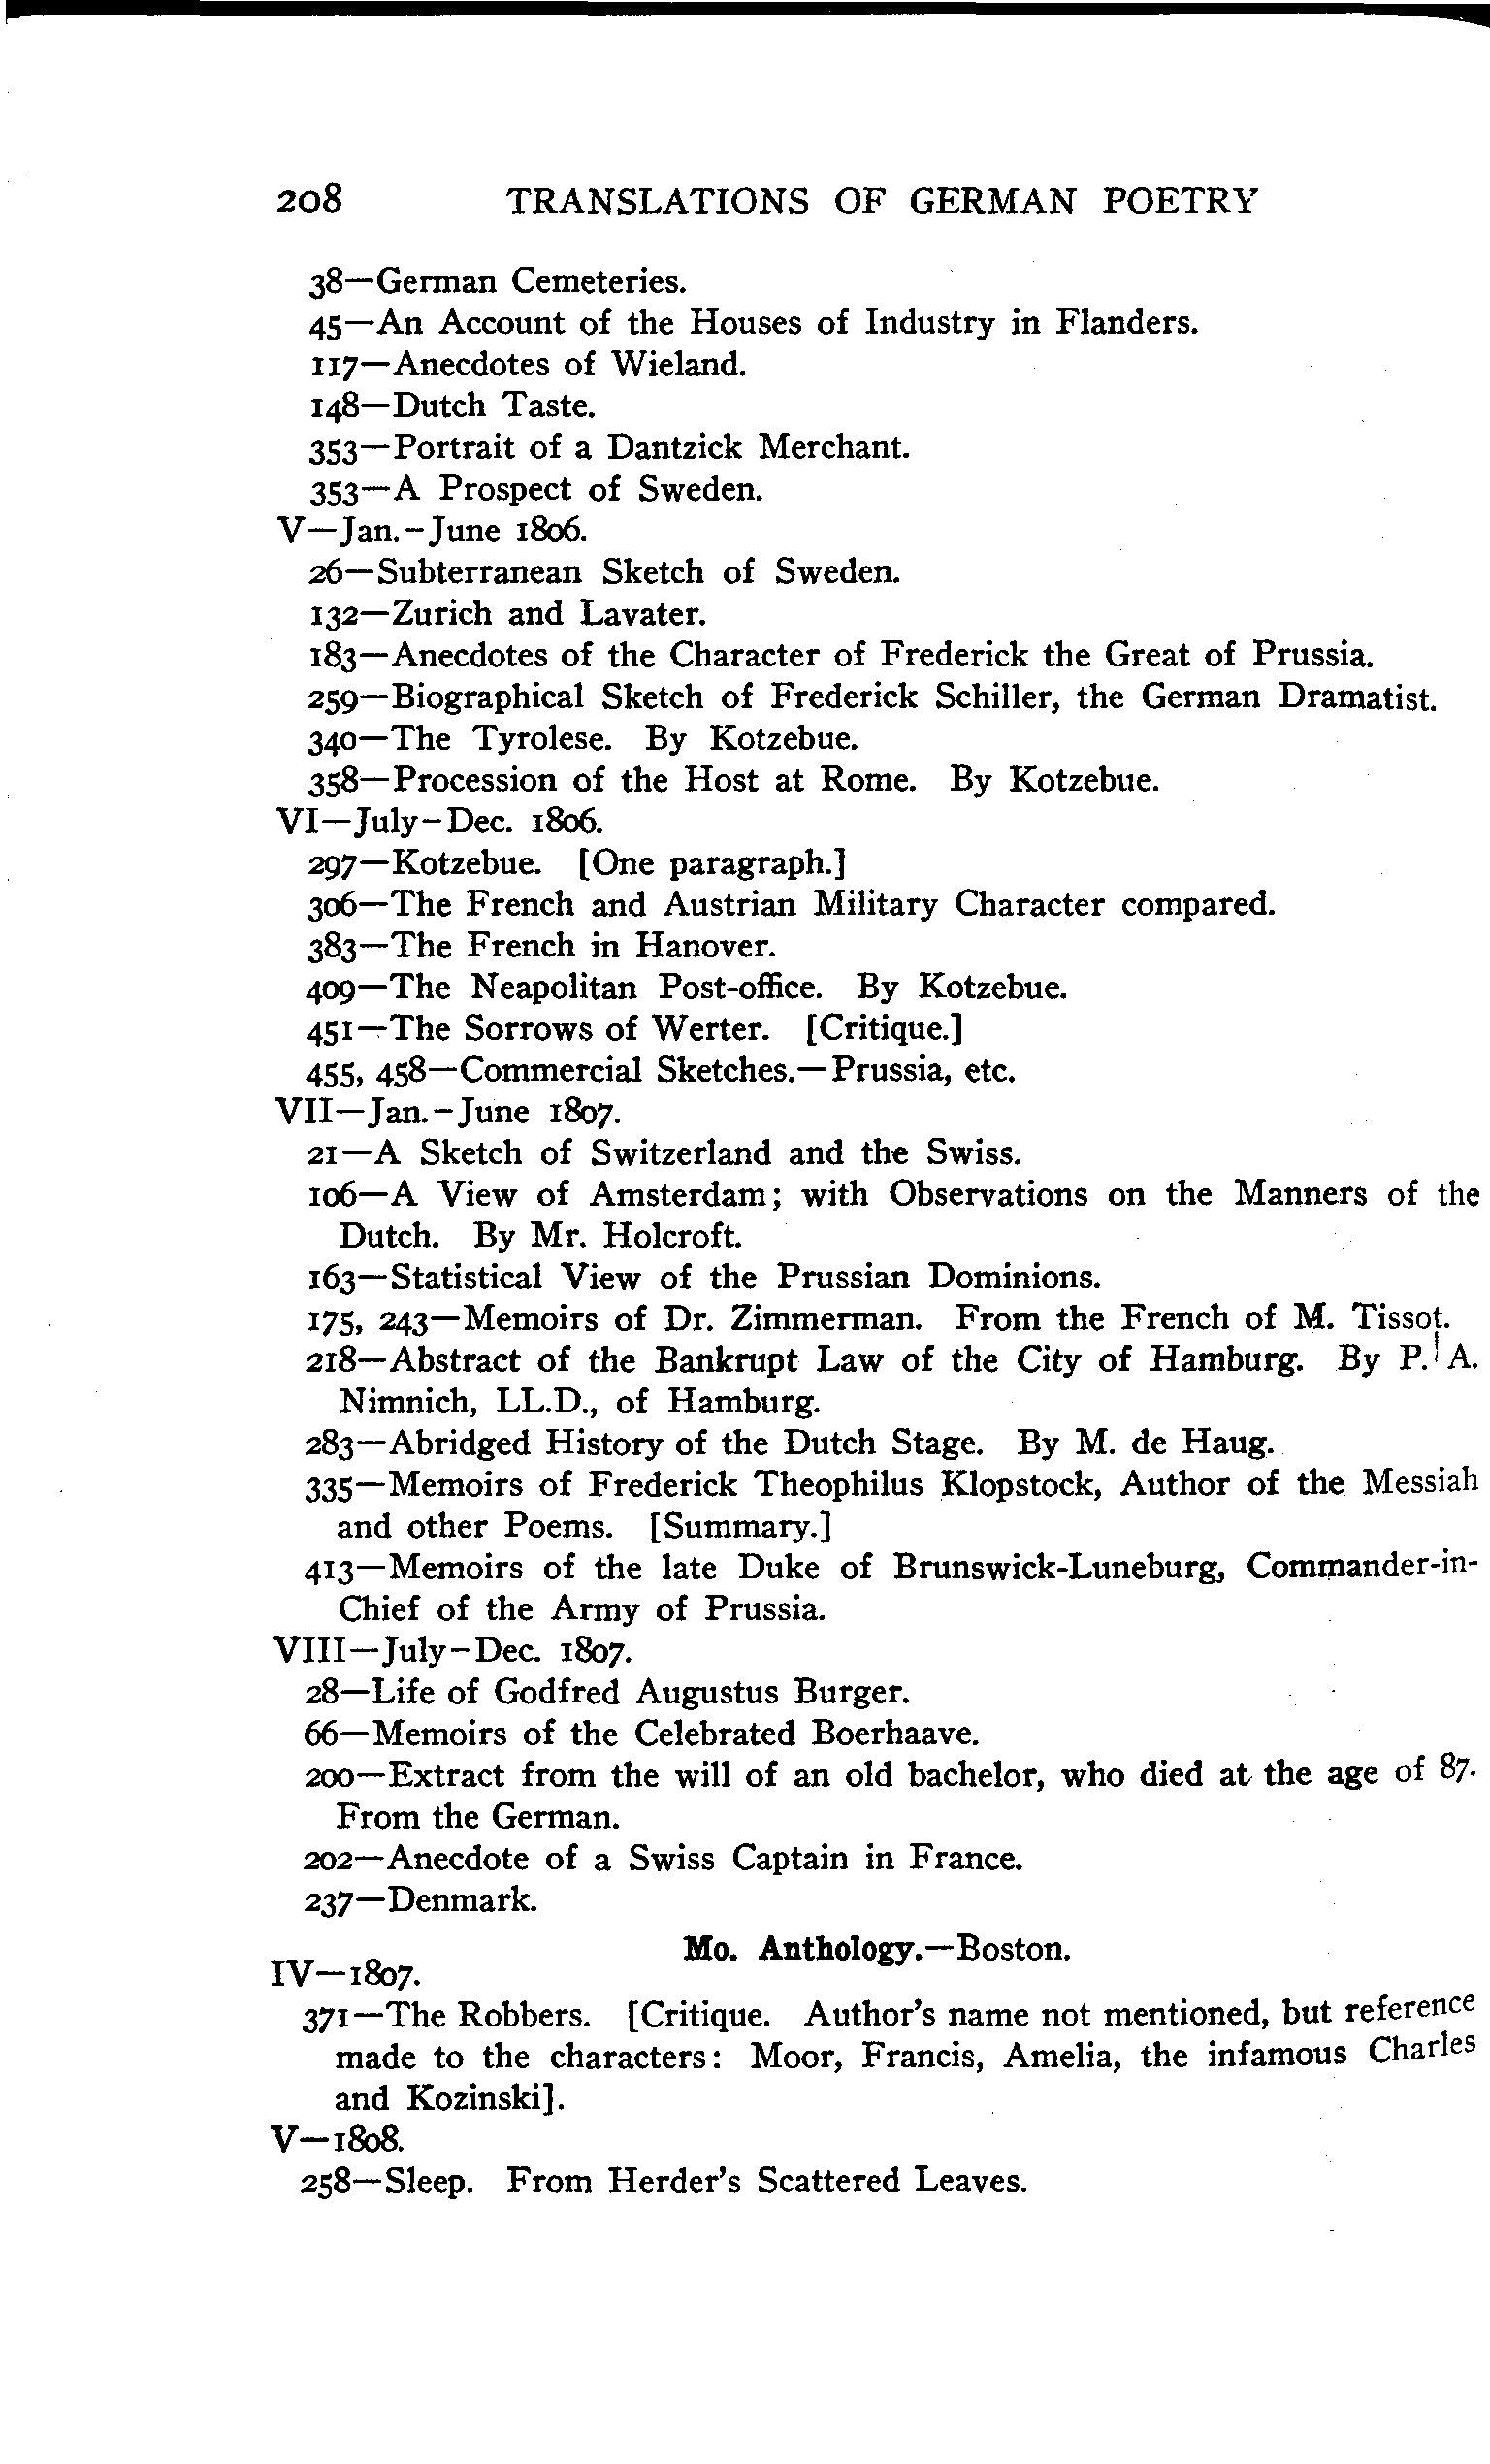 208 TRANSLATIONS OF GERMAN POETRY
38—German Cemeteries.
45—An Account of the Houses of Industry in Flanders.
117—Anecdotes of Wieland.
148—Dutch Taste.
353—Portrait of a Dantzick Merchant.
353—A Prospect of Sweden.
V—Jan.–June 1806.
26—Subterranean Sketch of Sweden.
132—Zurich and Lavater.
183—Anecdotes of the Character of Frederick the Great of Prussia.
259—Biographical Sketch of Frederick Schiller, the German Dramatist.
340—The Tyrolese. By Kotzebue.
358—Procession of the Host at Rome. By Kotzebue.
VI—July–Dec. 1806.
297—Kotzebue. [One paragraph.]
306—The French and Austrian Military Character compared.
383—The French in Hanover.
409—The Neapolitan Post-office. By Kotzebue.
451—The Sorrows of Werter. [Critique.]
455, 458—Commercial Sketches.—Prussia, etc.
VII—Jan.–June 1807.
21—A Sketch of Switzerland and the Swiss.
106—A View of Amsterdam; with Observations on the Manners of the
Dutch. By Mr. Holcroft.
163—Statistical View of the Prussian Dominions.
175, 243—Memoirs of Dr. Zimmerman. From the French of M. Tissot.
218—Abstract of the Bankrupt Law of the City of Hamburg. By P. A.
Nimnich, LL.D., of Hamburg.
283—Abridged History of the Dutch Stage. By M. de Haug.
335—Memoirs of Frederick Theophilus Klopstock, Author of the Messiah
and other Poems. [Summary.]
413—Memoirs of the late Duke of Brunswick-Luneburg, Commander-in-
Chief of the Army of Prussia.
VIII—July–Dec. 1807.
28—Life of Godfred Augustus Burger.
66—Memoirs of the Celebrated Boerhaave.
200—Extract from the will of an old bachelor, who died at the age of 87.
From the German.
202—Anecdote of a Swiss Captain in France.
237—Denmark.
Mo. Anthology.—Boston.
IV—1807.
371—The Robbers. [Critique. Author's name not mentioned, but reference
made to the characters: Moor, Francis, Amelia, the infamous Charles
and Kozinski].
V—1808.
258—Sleep. From Herder's Scattered Leaves.